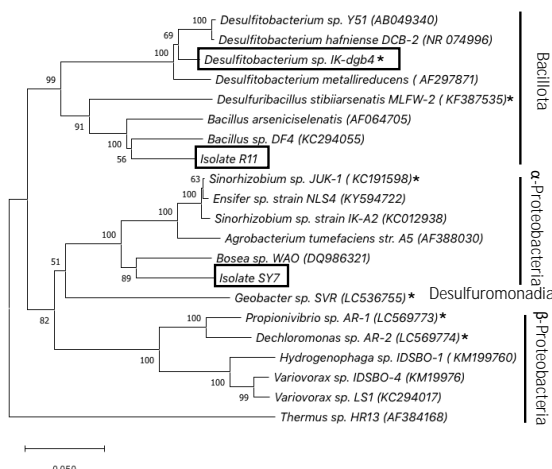 Desulfitobacterium sp. Y51 (AB049340)
100
Desulfitobacterium hafniense DCB-2 (NR 074996)
69
Desulfitobacterium sp. IK-dgb4*
100
Desulfitobacterium metallireducens ( AF297871)
99
Desulfuribacillus stibiiarsenatis MLFW-2 ( KF387535)*
91
Bacillus arseniciselenatis (AF064705)
100
Bacillus sp. DF4 (KC294055)
56
Isolate R11
Bacillota
63
Sinorhizobium sp. JUK-1 ( KC191598)*
100
Ensifer sp. strain NLS4 (KY594722)
100
Sinorhizobium sp. strain IK-A2 (KC012938)
100
Agrobacterium tumefaciens str. A5 (AF388030)
Bosea sp. WAO (DQ986321)
51
89
Isolate SY7
α-Proteobacteria
Geobacter sp. SVR (LC536755)*
Desulfuromonadia
82
Propionivibrio sp. AR-1 (LC569773)*
100
Dechloromonas sp. AR-2 (LC569774)*
100
Hydrogenophaga sp. IDSBO-1 ( KM199760)
100
Variovorax sp. IDSBO-4 (KM19976)
99
Variovorax sp. LS1 (KC294017)
β-Proteobacteria
Thermus sp. HR13 (AF384168)
0.050